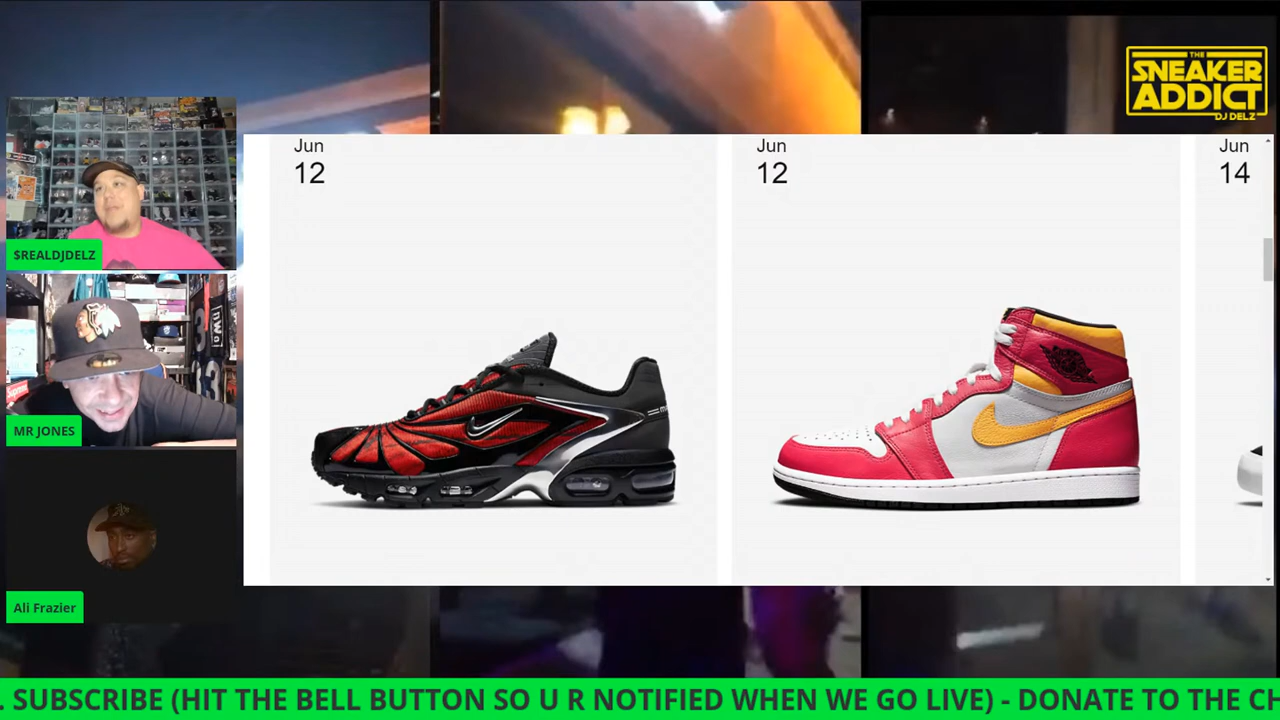 THE
SNEAKER
ADDICT
DJ DELZ
Jun
12
Jun
12
Jun
14
$REALDJDELZ
MR JONES
nWo
Ali Frazier
. SUBSCRIBE (HIT THE BELL BUTTON SO U R NOTIFIED WHEN WE GO LIVE) - DONATE TO THE CH